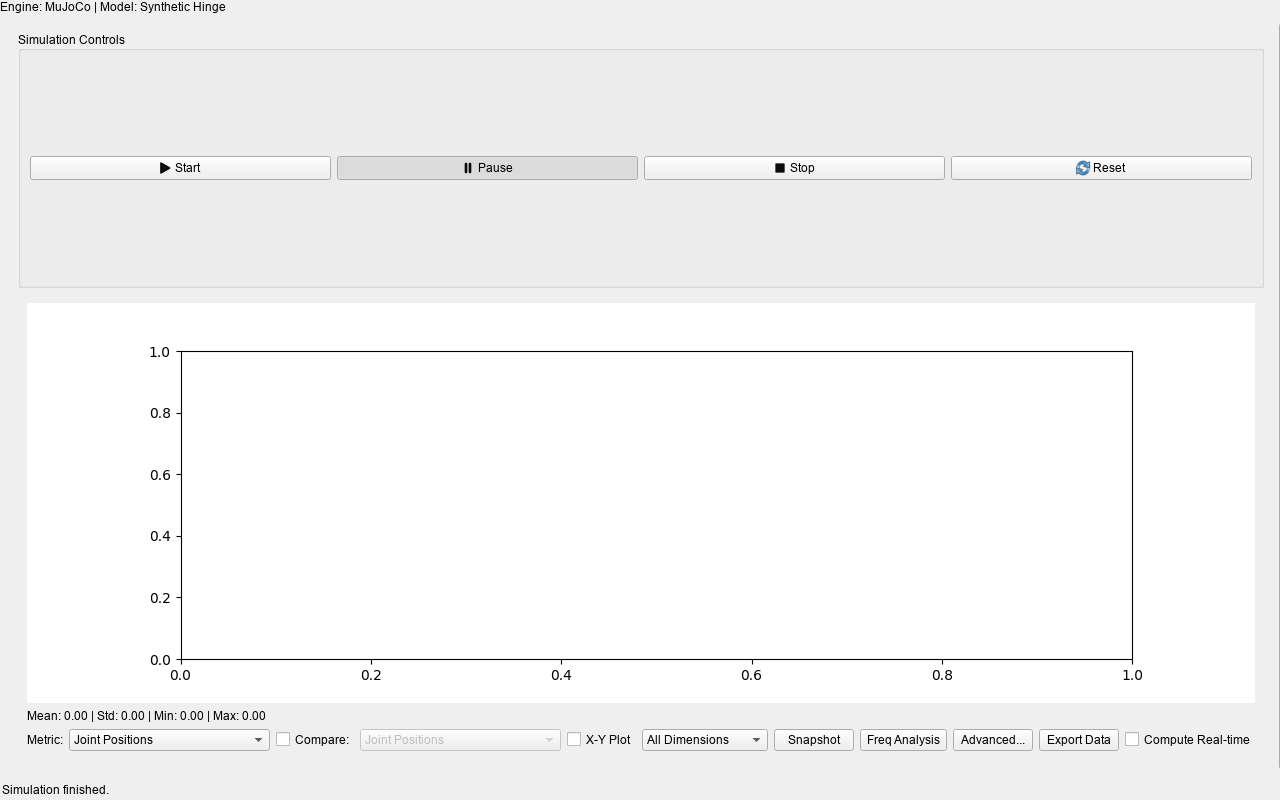 Engine: MuJoCo | Model: Synthetic Hinge
Simulation Controls
Start
Pause
Stop
Reset
1.0
0.8
0.6
0.4
0.2
0.0
0.0 0.2 0.4 0.6 0.8 1.0
Mean: 0.00 | Std: 0.00 | Min: 0.00 | Max: 0.00
Metric: Joint Positions Compare: Joint Positions X-Y Plot All Dimensions Snapshot Freq Analysis Advanced... Export Data Compute Real-time
Simulation finished.